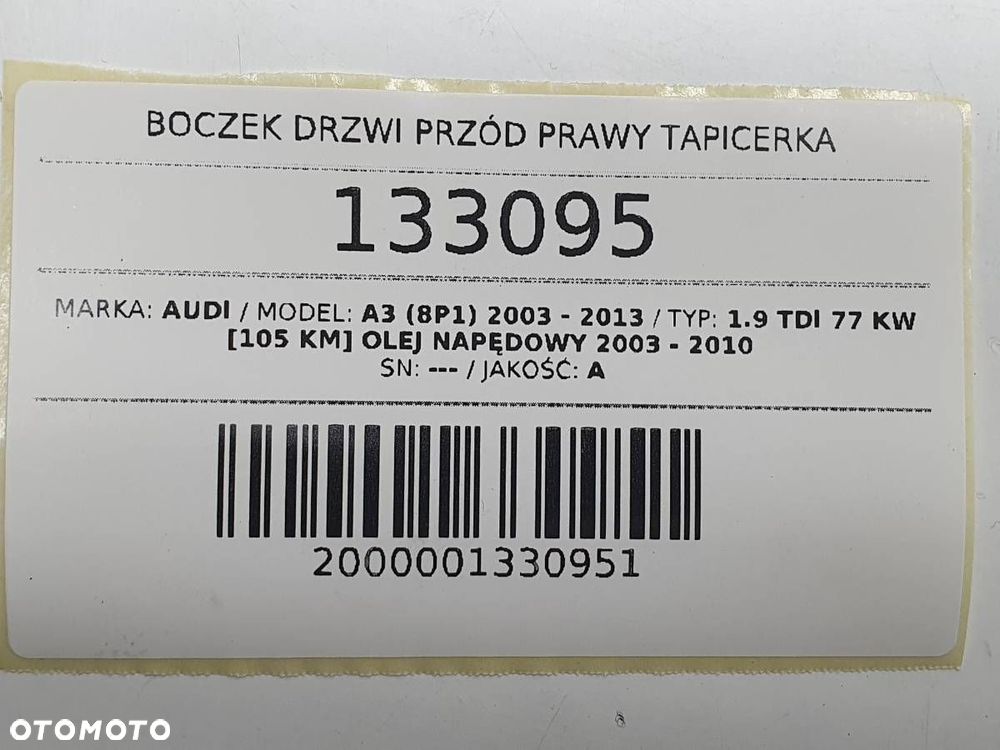 BOCZEK DRZWI PRZÓD PRAWY TAPICERKA
133095
MARKA: AUDI / MODEL: A3 (8P1) 2003 - 2013 / TYP: 1.9 TDI 77 KW
[105 KM] OLEJ NAPĘDOWY 2003 - 2010
SN: --- / JAKOŚĆ: A
2000001330951
OTOMOTO